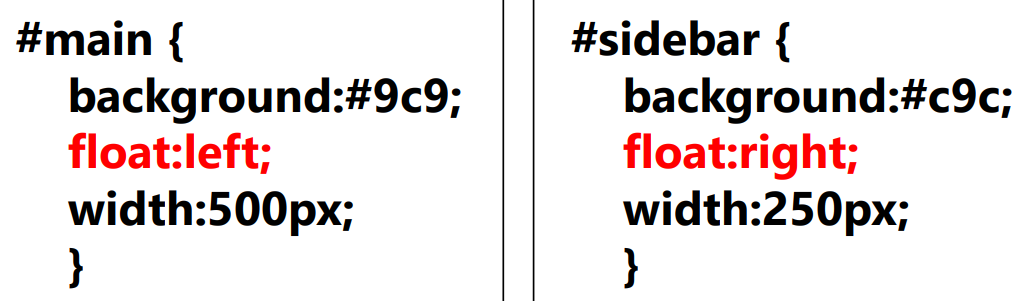 #main {
background:#9c9;
float:left;
width:500px;
}
#sidebar {
background:#c9c;
float:right;
width:250px;
}